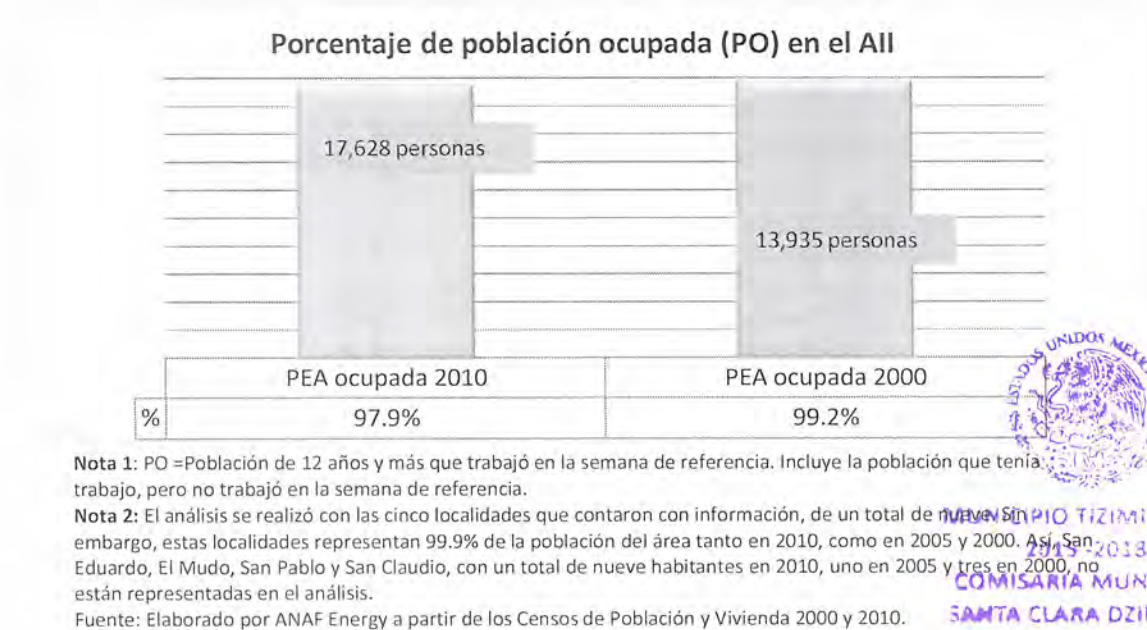 Porcentaje de población ocupada (PO) en el AII
17,628 personas
13,935 personas
PEA ocupada 2010 PEA ocupada 2000
% 97.9% 99.2%
Nota 1: PO =Población de 12 años y más que trabajó en la semana de referencia. Incluye la población que tenía
trabajo, pero no trabajó en la semana de referencia.
Nota 2: El análisis se realizó con las cinco localidades que contaron con información, de un total de nueve. Sin
embargo, estas localidades representan 99.9% de la población del área tanto en 2010, como en 2005 y 2000. Así, San
Eduardo, El Mudo, San Pablo y San Claudio, con un total de nueve habitantes en 2010, uno en 2005 y tres en 2000, no
están representadas en el análisis.
Fuente: Elaborado por ANAF Energy a partir de los Censos de Población y Vivienda 2000 y 2010.
UNIDOS
TIZIMI
2015-2018
COMISARIA MUN
SANTA CLARA